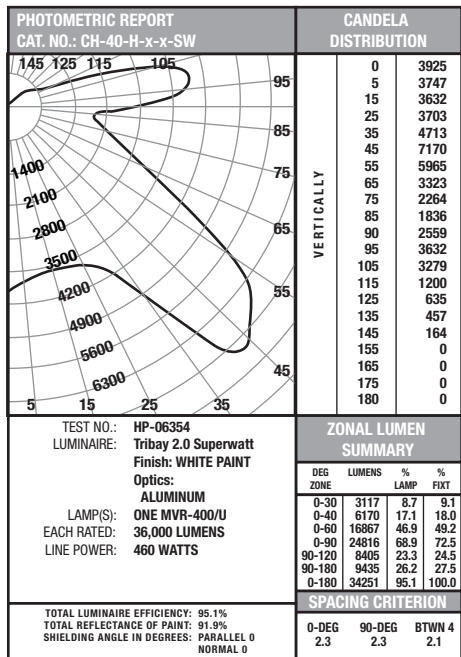 PHOTOMETRIC REPORT
CAT. NO.: CH-40-H-x-x-SW
CANDELA
DISTRIBUTION
145 125 115 105
95
85
75
65
55
45
1400
2100
2800
3500
4200
4900
5600
6300
5 15 25 35
VERTICALLY
0 3925
5 3747
15 3632
25 3703
35 4713
45 7170
55 5965
65 3323
75 2264
85 1836
90 2559
95 3632
105 3279
115 1200
125 635
135 457
145 164
155 0
165 0
175 0
180 0
TEST NO.: HP-06354
LUMINAIRE: Tribay 2.0 Superwatt
Finish: WHITE PAINT
Optics:
ALUMINUM
LAMP(S): ONE MVR-400/U
EACH RATED: 36,000 LUMENS
LINE POWER: 460 WATTS
TOTAL LUMINAIRE EFFICIENCY: 95.1%
TOTAL REFLECTANCE OF PAINT: 91.9%
SHIELDING ANGLE IN DEGREES: PARALLEL 0
NORMAL 0
ZONAL LUMEN
SUMMARY
DEG LUMENS % %
ZONE LAMP FIXT
0-30 3117 8.7 9.1
0-40 6170 17.1 18.0
0-60 16867 46.9 49.2
0-90 24816 68.9 72.5
90-120 8405 23.3 24.5
90-180 9435 26.2 27.5
0-180 34251 95.1 100.0
SPACING CRITERION
0-DEG 90-DEG BTWN 4
2.3 2.3 2.1